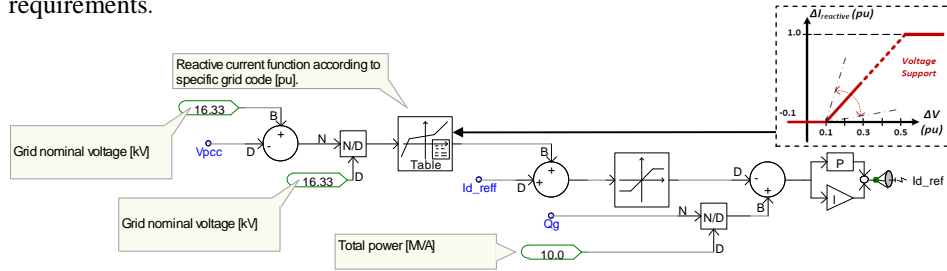 requirements.
ΔIreactive (pu)
1.0
Voltage
Support
-0.1
ΔV
(pu)
0.1
0.3
0.5
Reactive current function according to
specific grid code [pu].
16.33
B
Grid nominal voltage [kV]
Vpcc
D
-
+
N
N/D
D
Table
16.33
Grid nominal voltage [kV]
B
Id_reff
D
+
+
D
-
+
B
P
I
Id_ref
Qg
N
N/D
D
Total power [MVA]
10.0